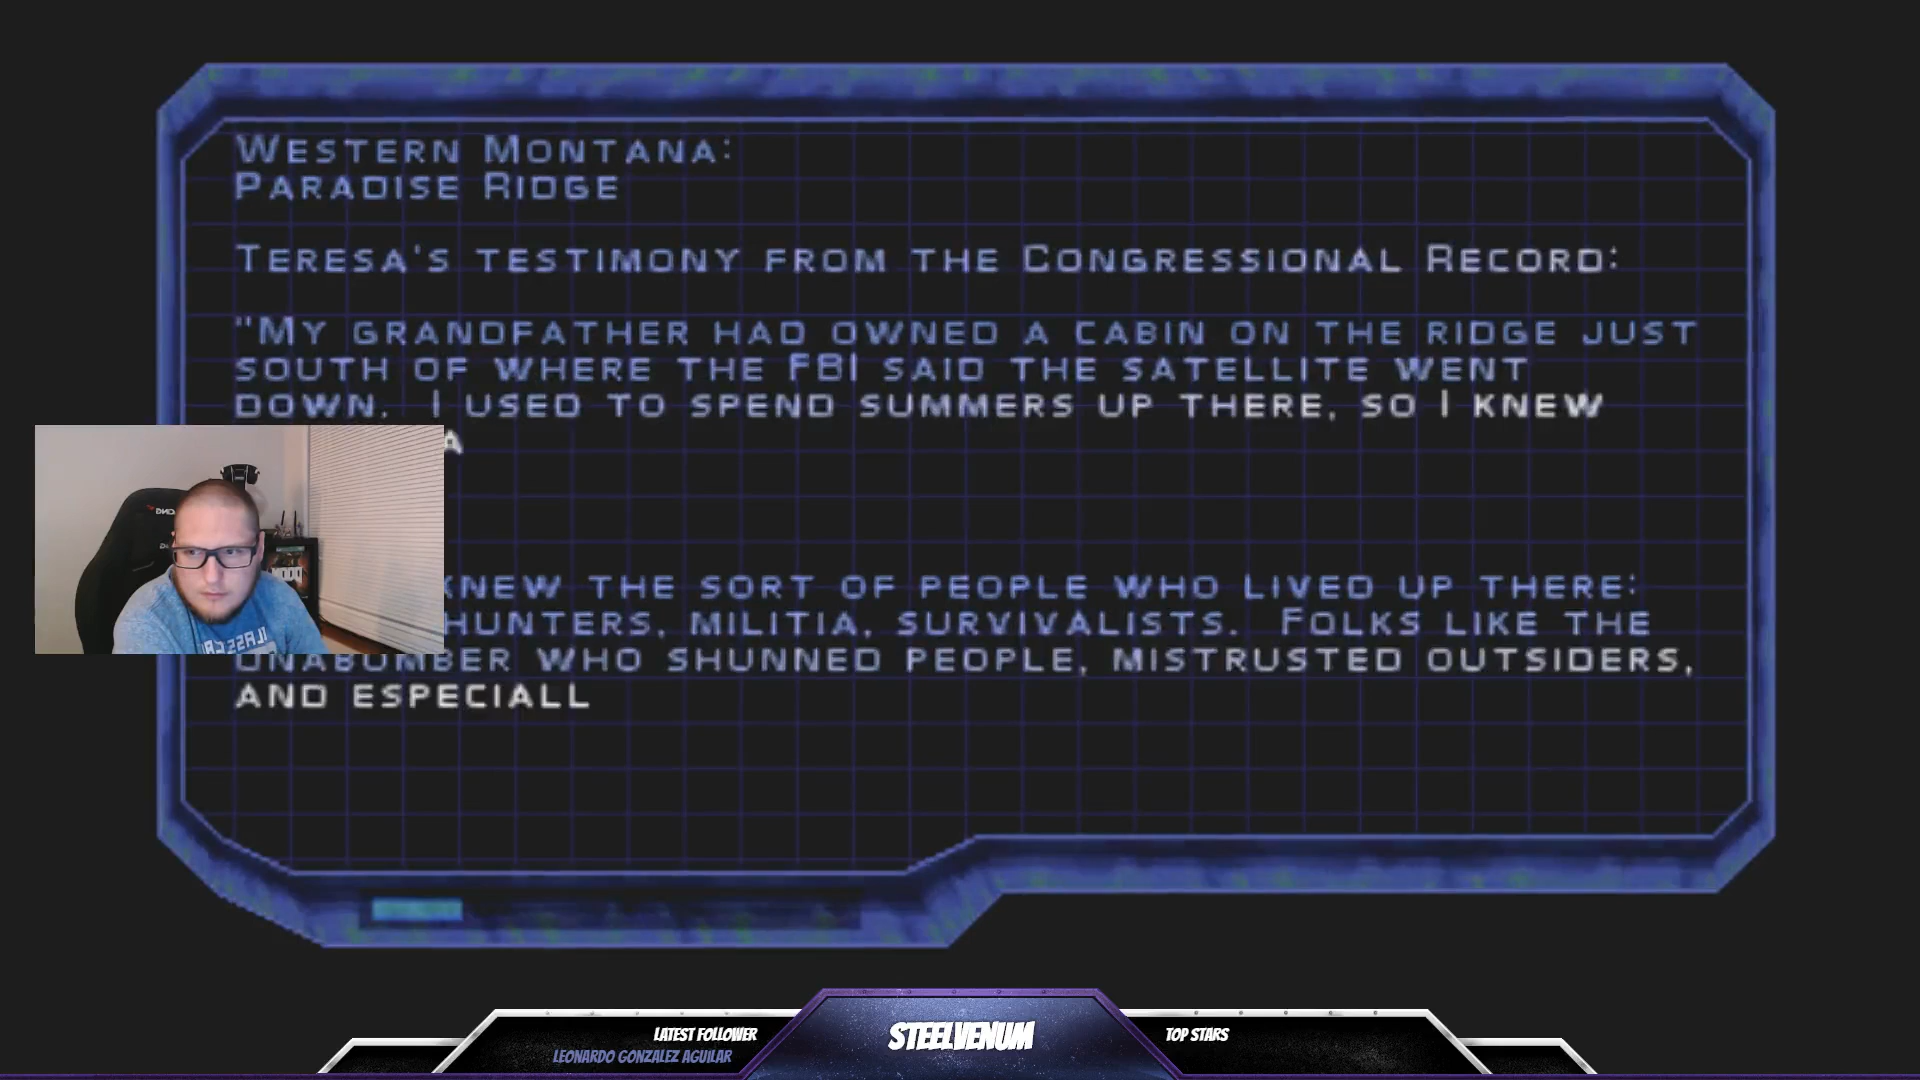 Western Montana:
Paradise Ridge
Teresa's testimony from the Congressional Record:
"My grandfather had owned a cabin on the ridge just
south of where the FBI said the satellite went
down. I used to spend summers up there, so I knew
a
knew the sort of people who lived up there:
hunters, militia, survivalists. Folks like the
Unabomber who shunned people, mistrusted outsiders,
and especiall
LATEST FOLLOWER
LEONARDO GONZALEZ AGUILAR
STEELVENUM
TOP STARS